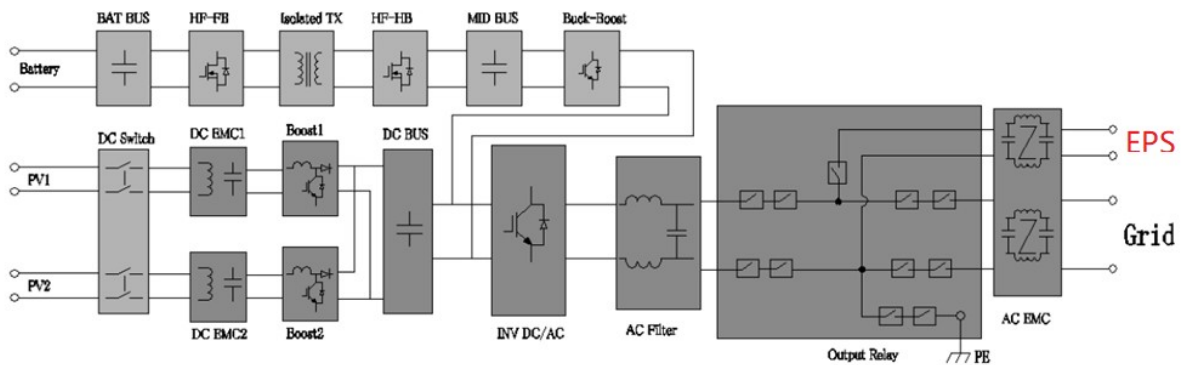 BAT BUS
HF-FB
Isolated TX
HF-HB
MID BUS
Buck-Boost
Battery
DC Switch
DC EMC1
Boost1
DC BUS
EPS
PV1
Grid
PV2
DC EMC2
Boost2
INV DC/AC
AC Filter
Output Relay
PE
AC EMC